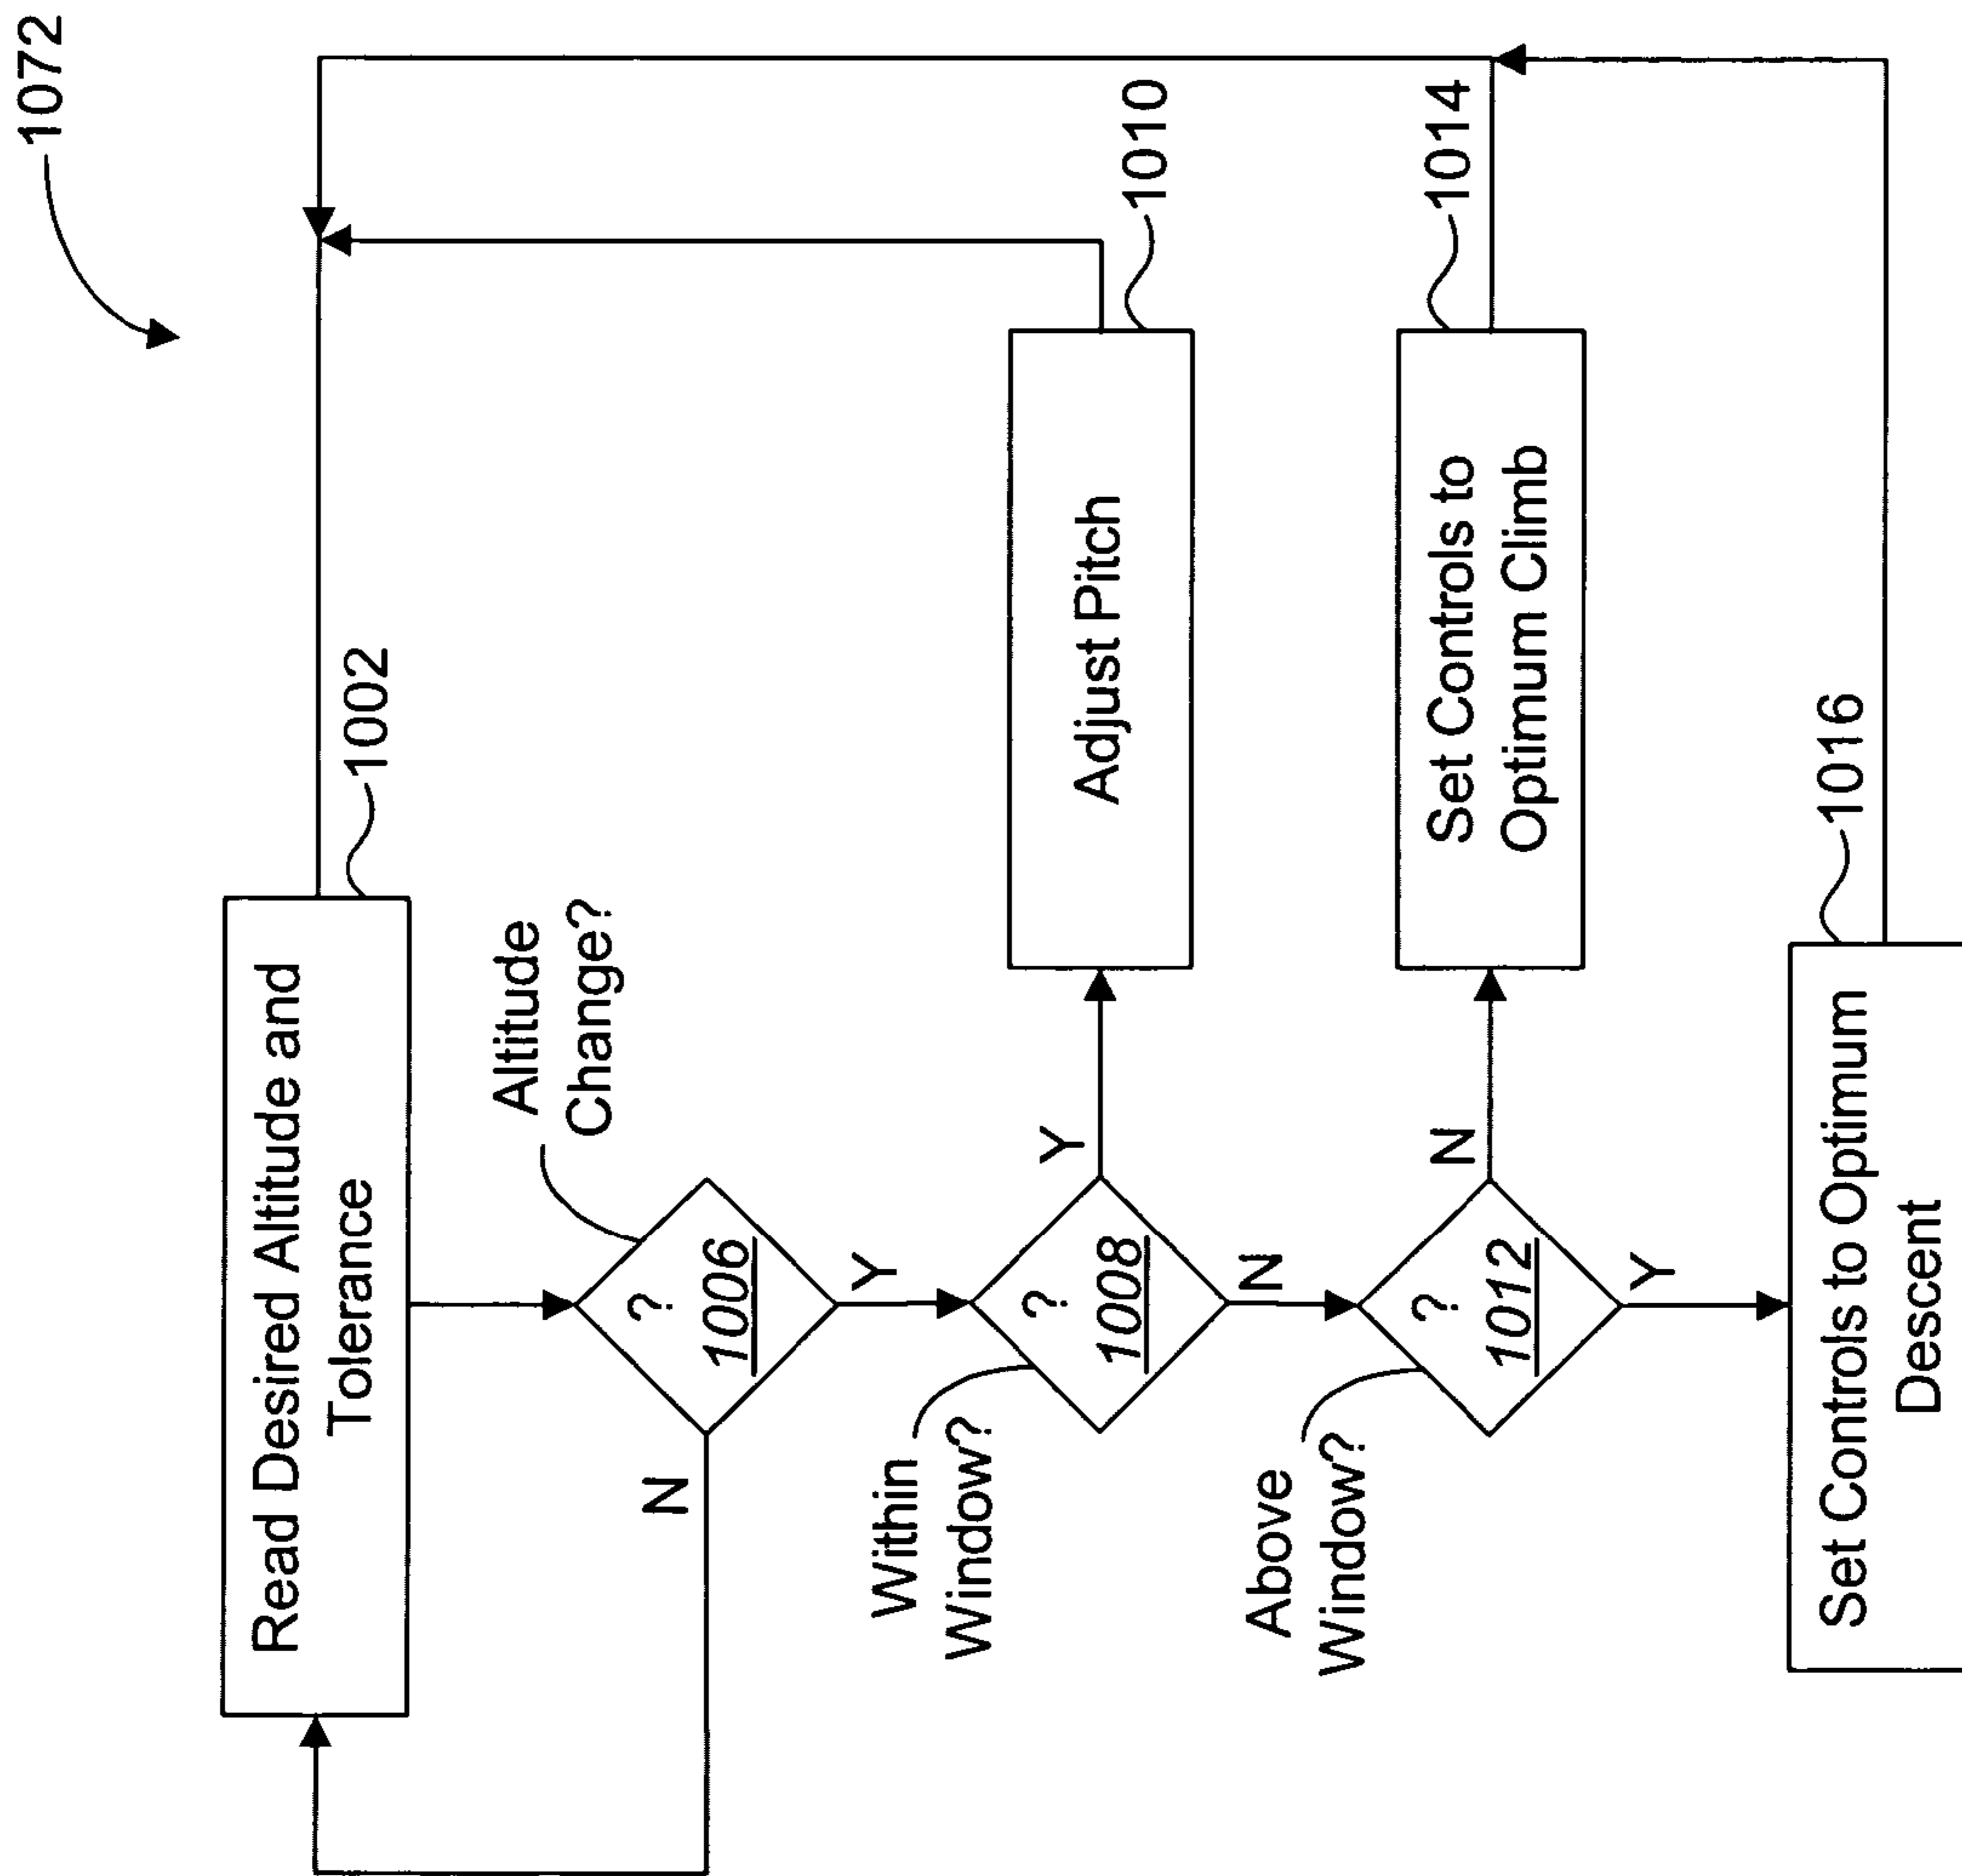 1072
Read Desired Altitude and
Tolerance
1002
Altitude
Change?
?
1006
N
Y
Within
Window?
?
1008
Y
N
Adjust Pitch
1010
Above
Window?
?
1012
N
Y
Set Controls to
Optimum Climb
1014
Set Controls to Optimum
Descent
1016